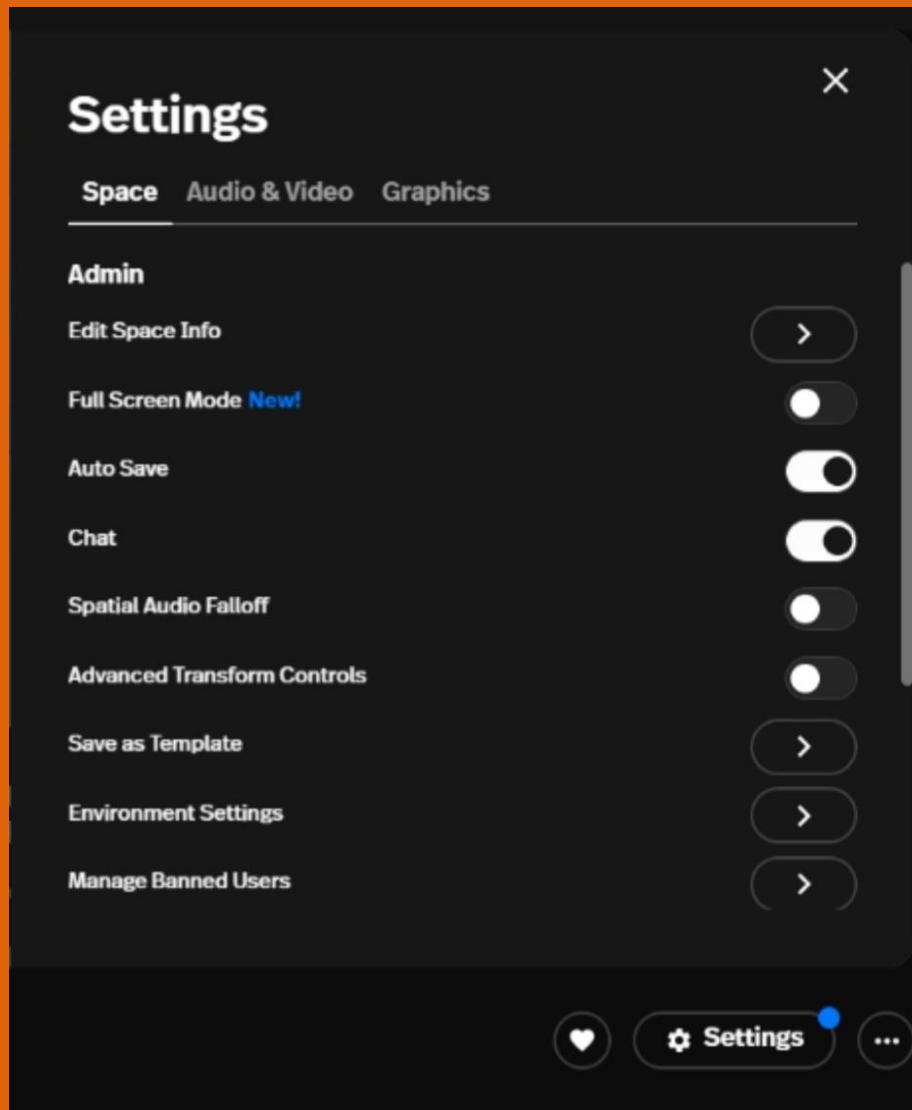 Settings
Space Audio & Video Graphics
Admin
Edit Space Info
Full Screen Mode New!
Auto Save
Chat
Spatial Audio Falloff
Advanced Transform Controls
Save as Template
Environment Settings
Manage Banned Users
Settings